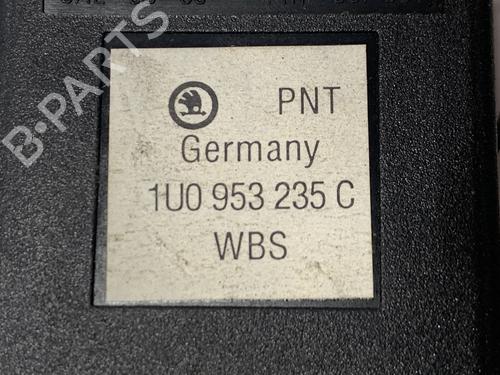 PNT
Germany
1U0 953 235 C
WBS
B-PARTS